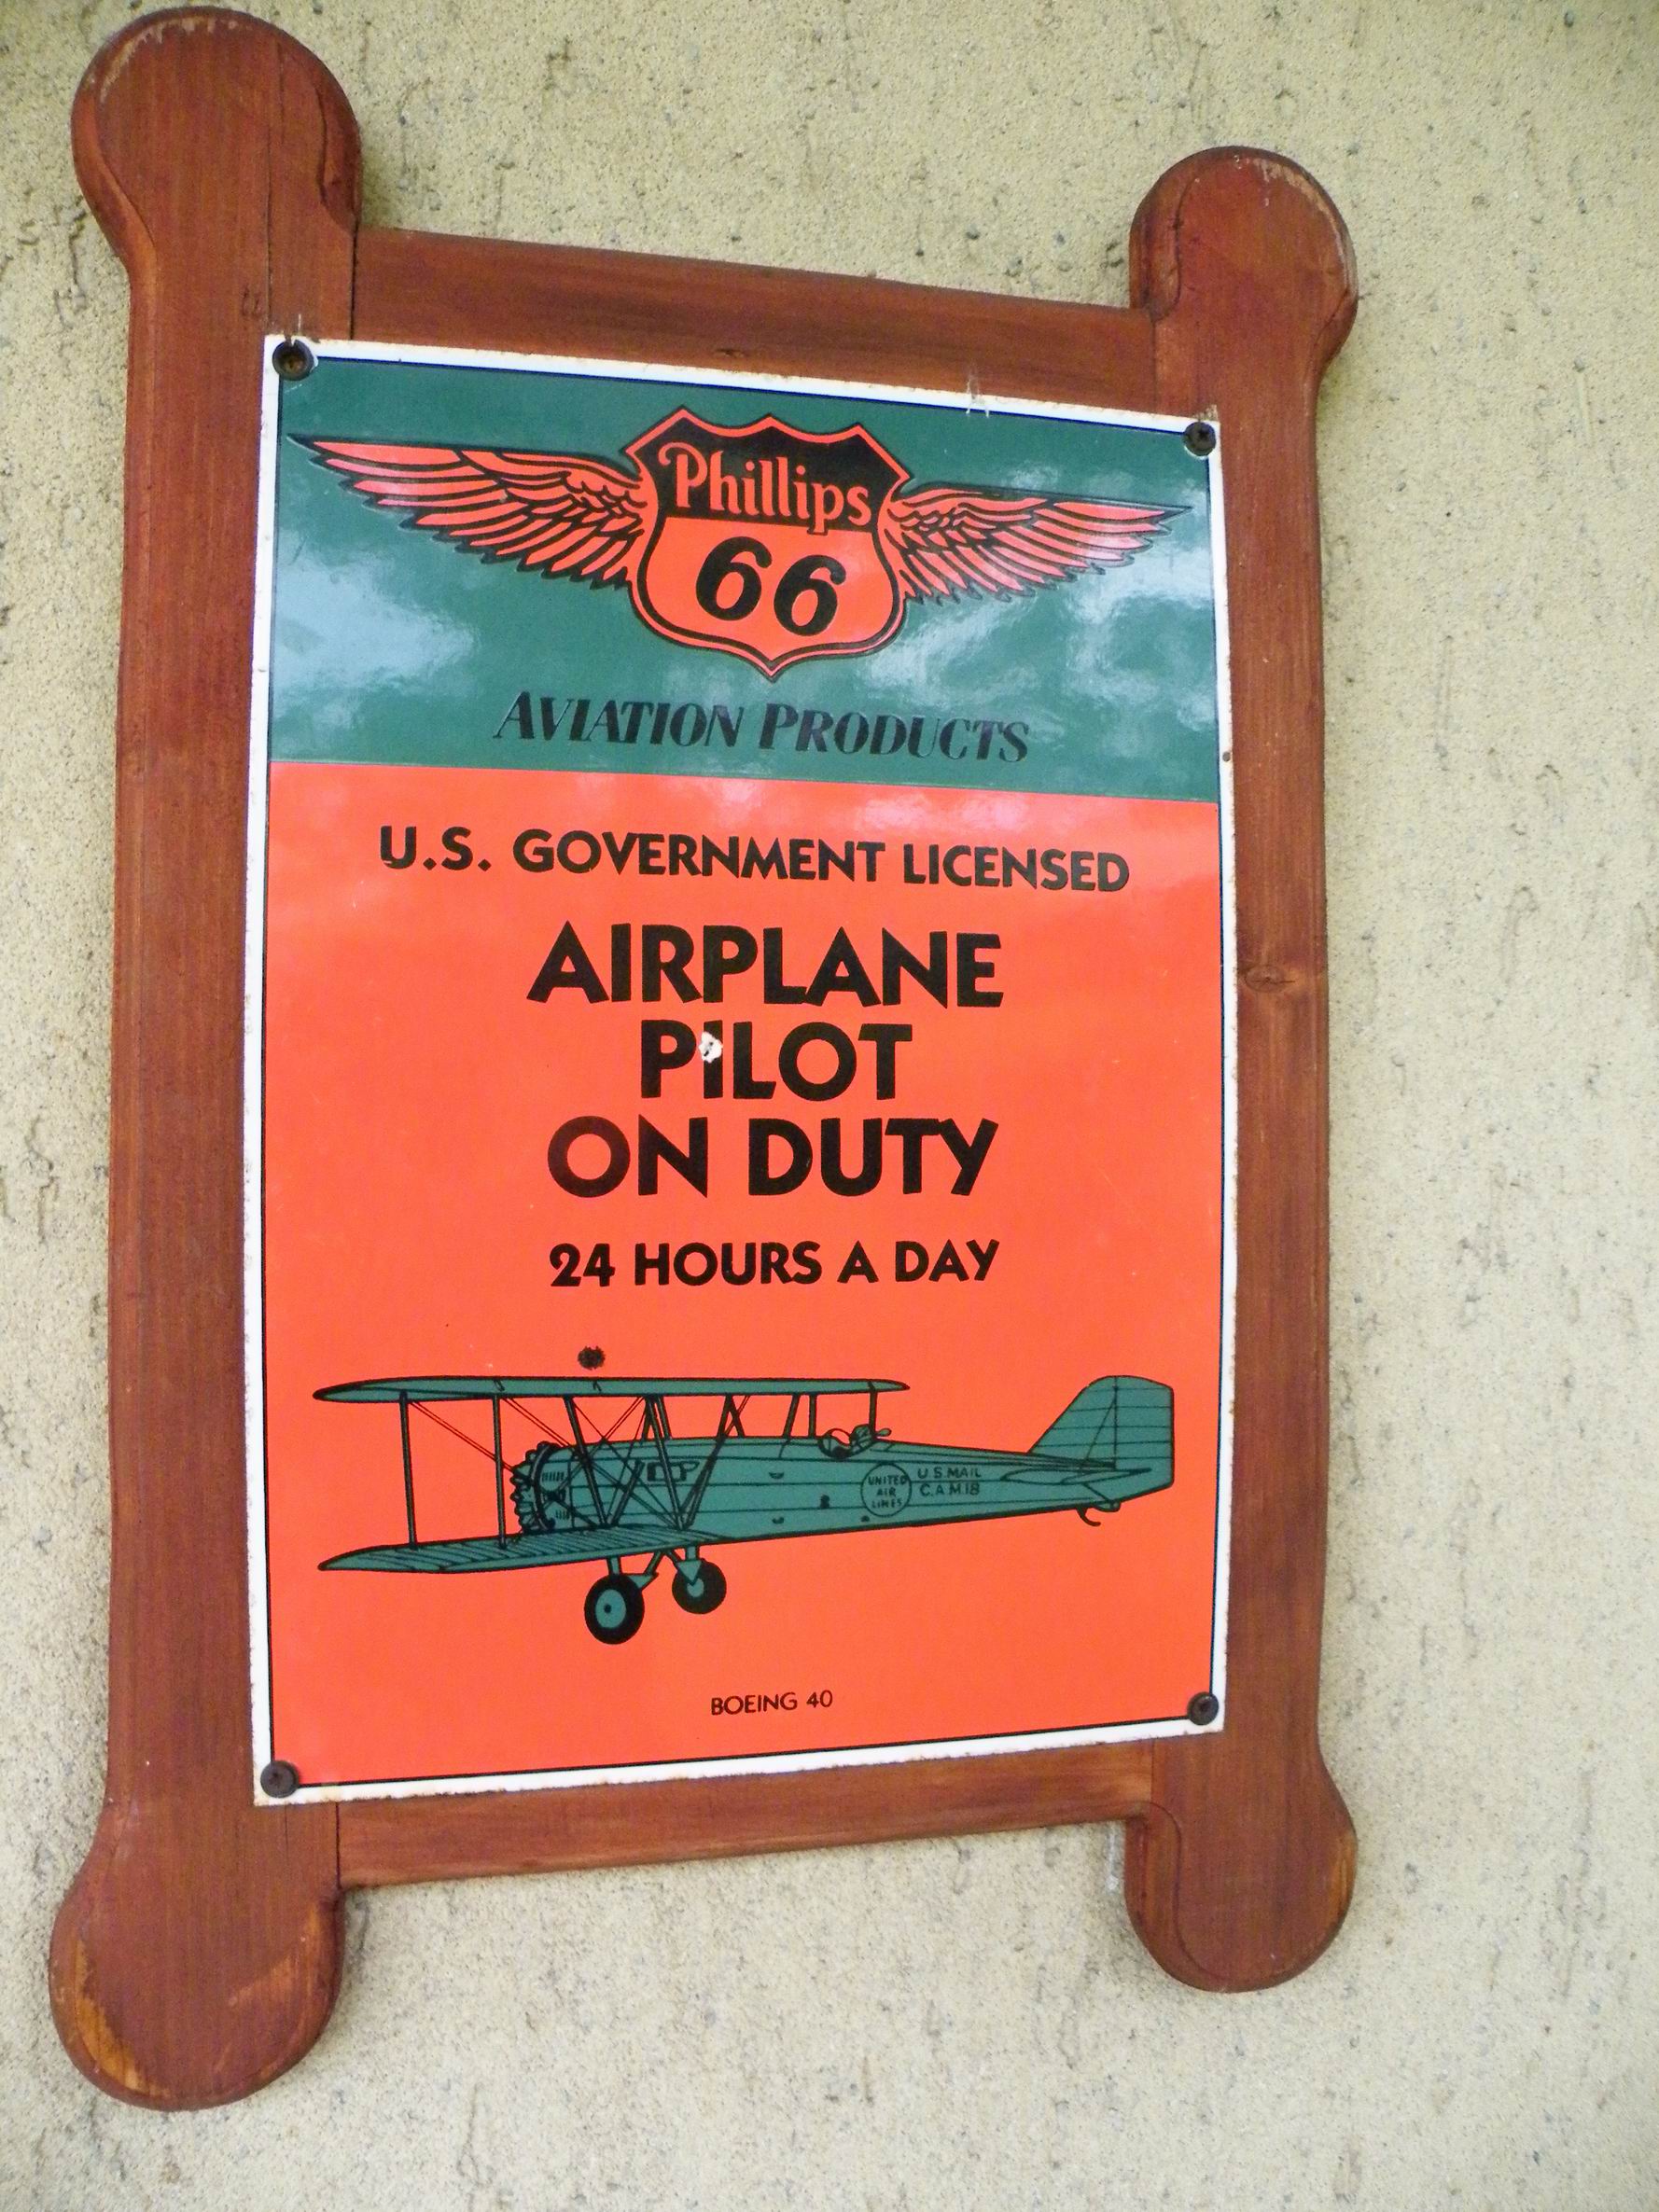 Phillips
66
AVIATION PRODUCTS
U.S. GOVERNMENT LICENSED
AIRPLANE
PILOT
ON DUTY
24 HOURS A DAY
UNITED
AIR
LINES
U.S.MAIL
C.A.M.18
BOEING 40